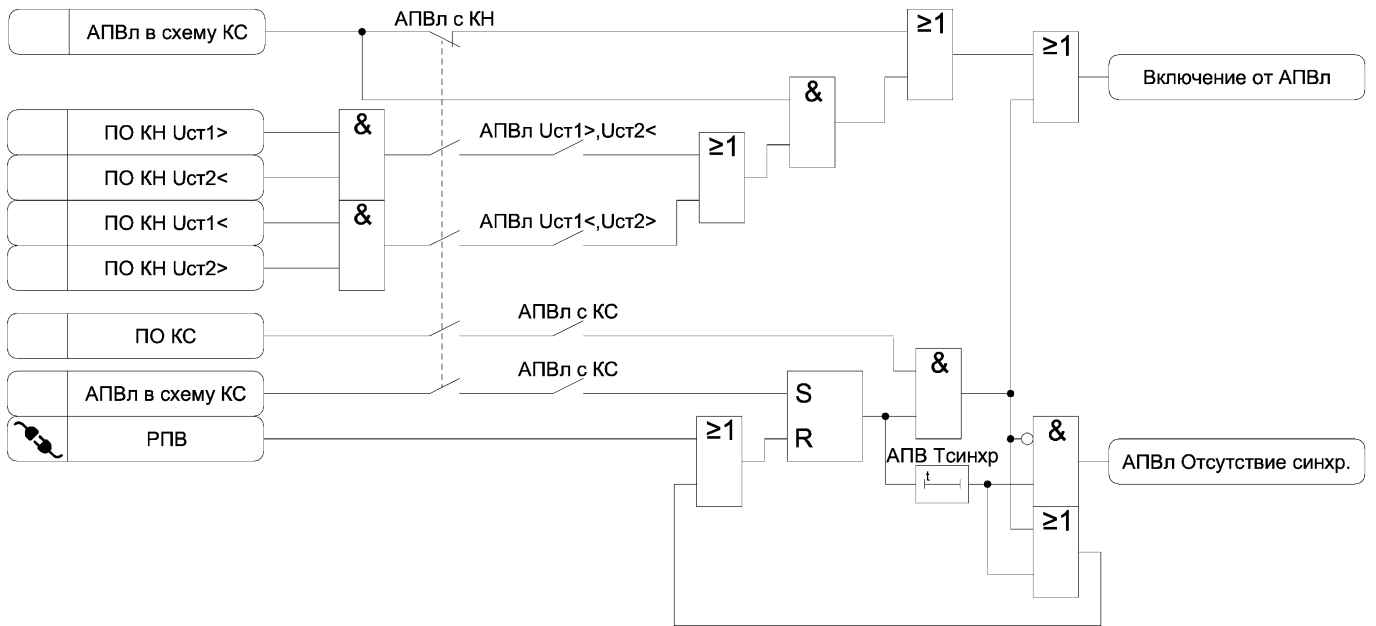 АПВл в схему КС
АПВл с КН
≥1
≥1
Включение от АПВл
&
ПО КН Uст1>
&
АПВл Uст1>,Uст2<
≥1
ПО КН Uст2<
ПО КН Uст1<
&
АПВл Uст1<,Uст2>
ПО КН Uст2>
АПВл с КС
ПО КС
&
АПВл с КС
АПВл в схему КС
S
РПВ
≥1
R
&
АПВ Тсинхр
t
АПВл Отсутствие синхр.
≥1